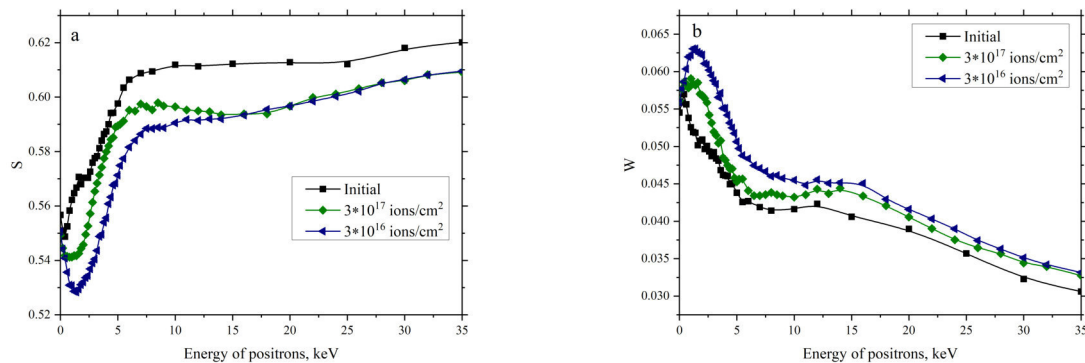 a
0.62
0.60
0.58
0.56
0.54
0.52
S
Initial
3*10^17 ions/cm^2
3*10^16 ions/cm^2
0 5 10 15 20 25 30 35
Energy of positrons, keV
b
0.065
0.060
0.055
0.050
0.045
0.040
0.035
0.030
W
Initial
3*10^17 ions/cm^2
3*10^16 ions/cm^2
0 5 10 15 20 25 30 35
Energy of positrons, keV